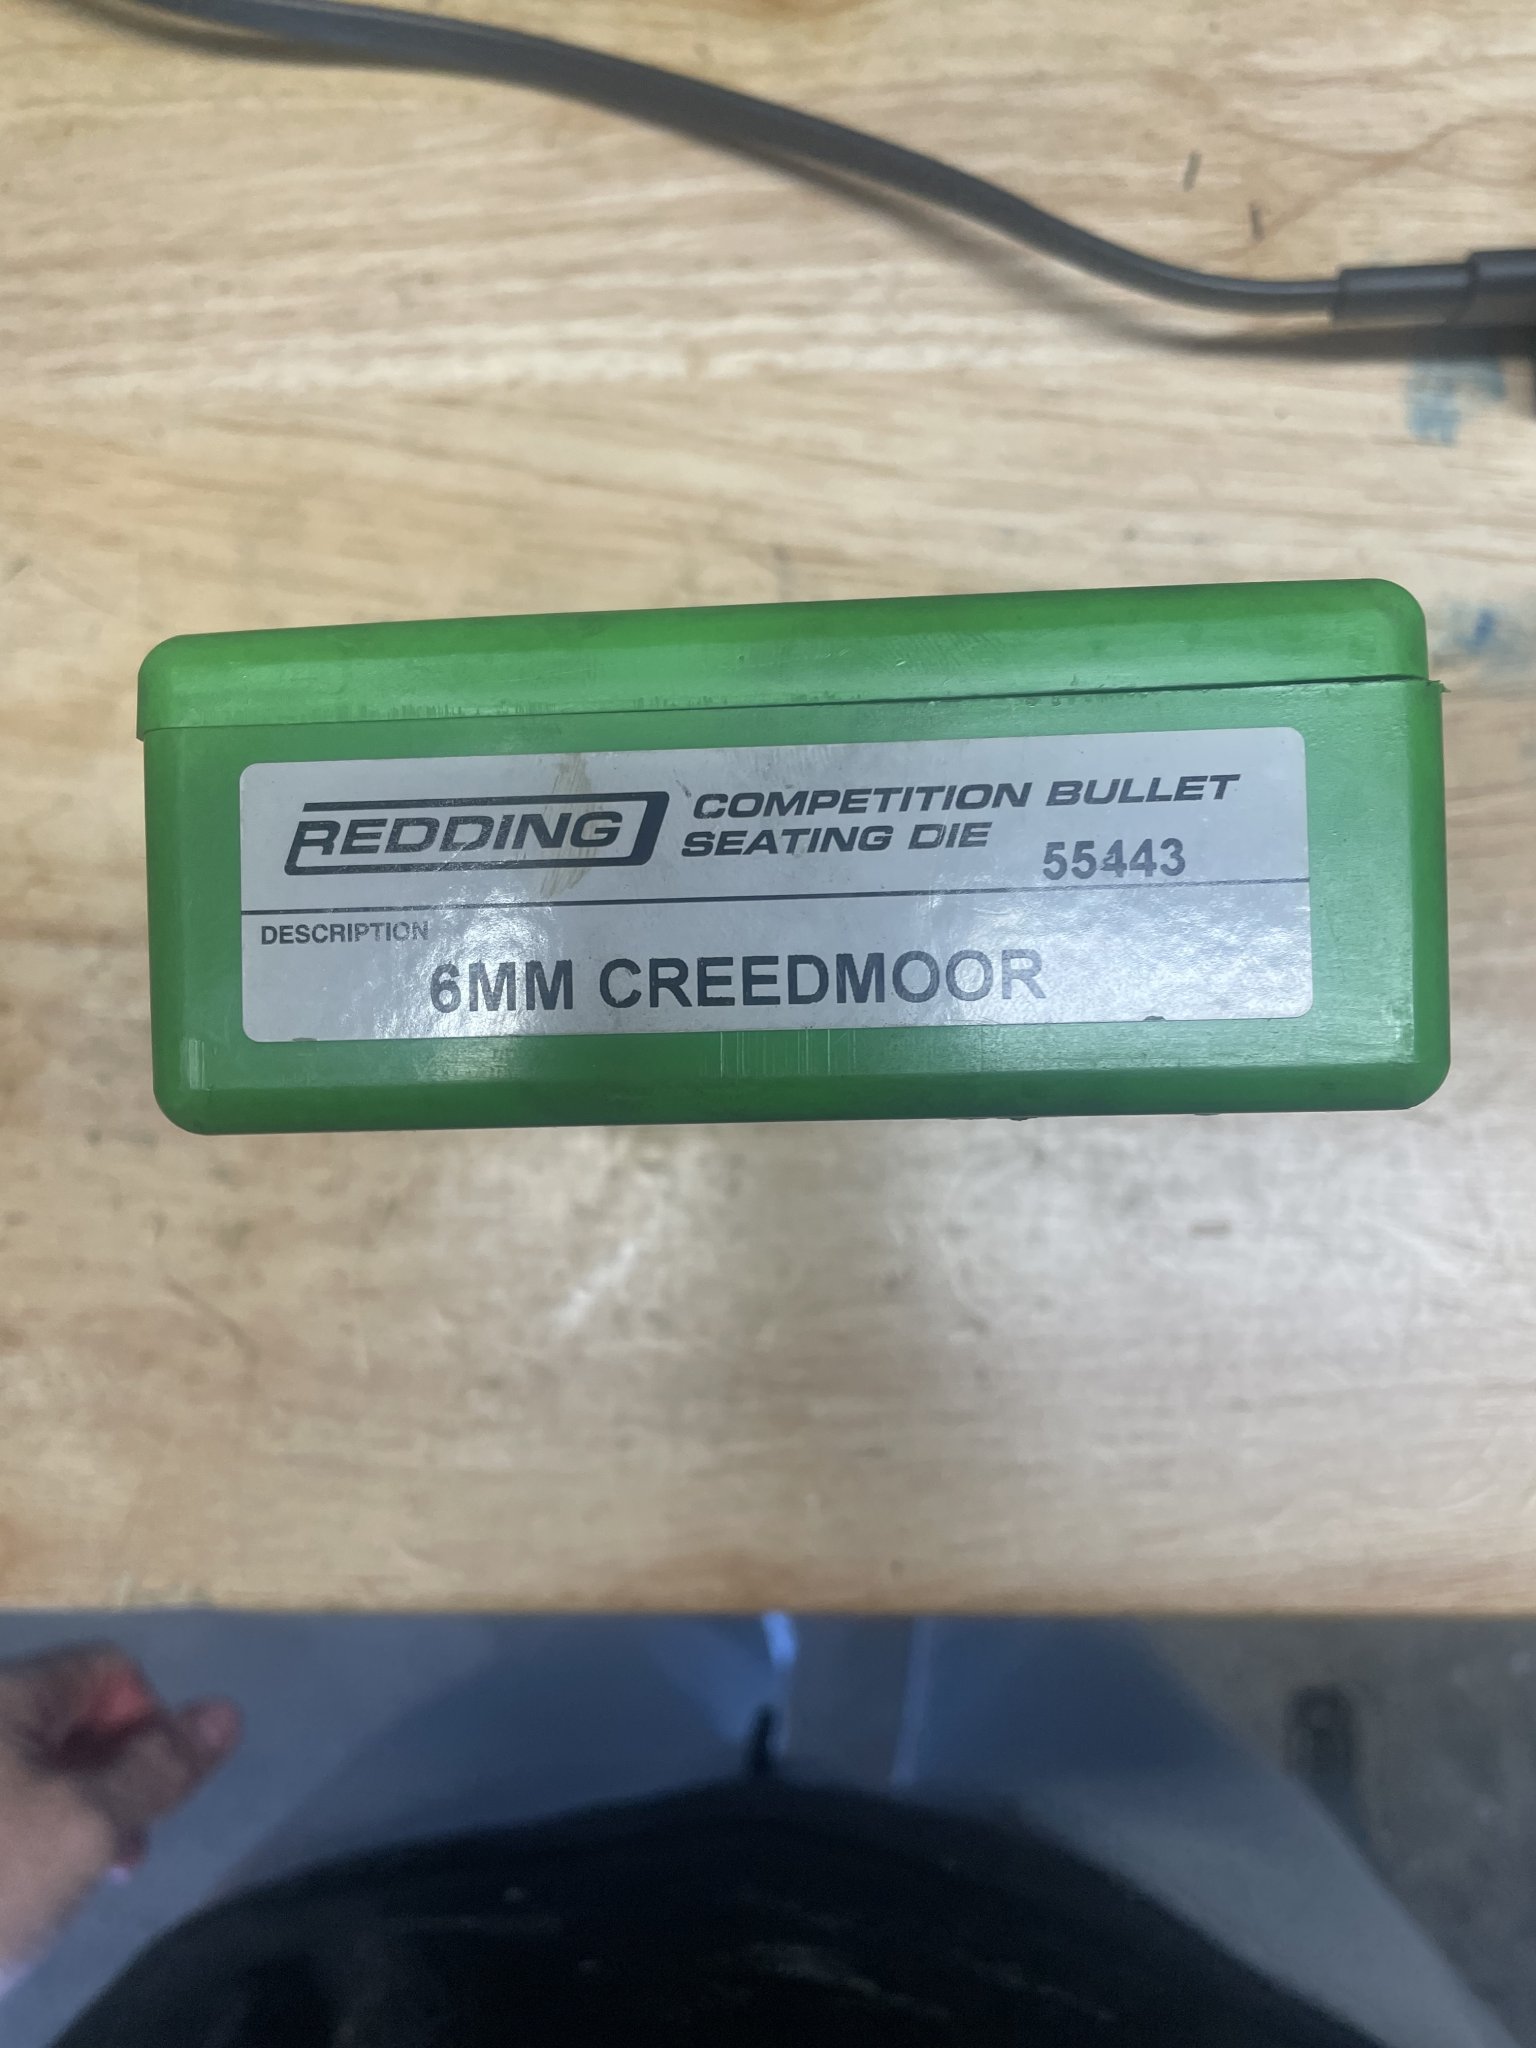 REDDING
COMPETITION BULLET
SEATING DIE
55443
DESCRIPTION
6MM CREEDMOOR